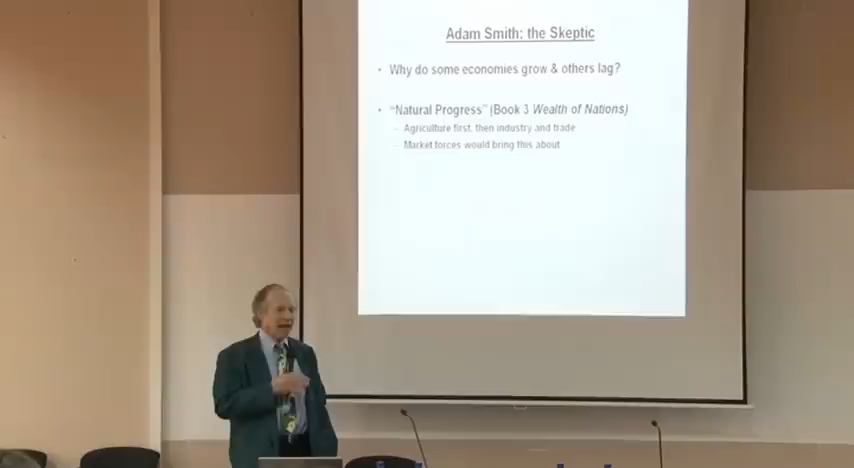 Adam Smith: the Skeptic
• Why do some economies grow & others lag?
• "Natural Progress" (Book 3 Wealth of Nations)
- Agriculture first, then industry and trade
- Market forces would bring this about